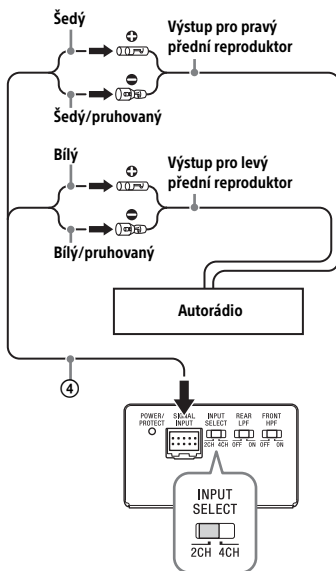 Šedý
Výstup pro pravý
přední reproduktor
Šedý/pruhovaný
Bílý
Výstup pro levý
přední reproduktor
Bílý/pruhovaný
Autorádio
④
POWER/ SIGNAL INPUT REAR FRONT
PROTECT INPUT SELECT LPF HPF
2CH 4CH OFF ON OFF ON
INPUT
SELECT
2CH 4CH